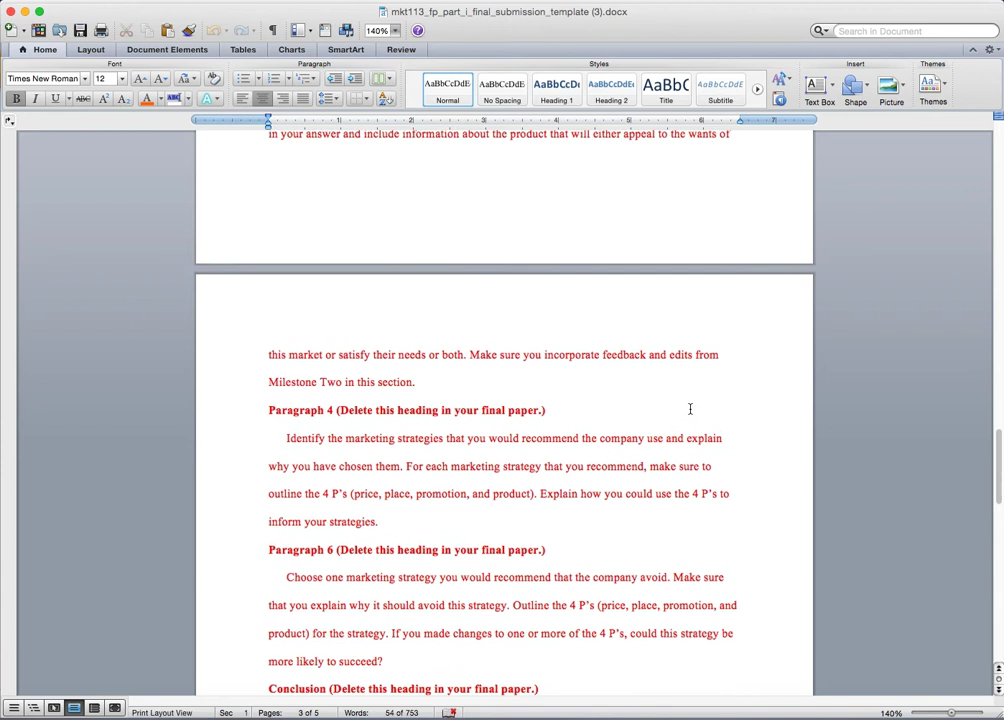 mkt113_fp_part_i_final_submission_template (3).docx
140%
Search in Document
Home Layout Document Elements Tables Charts SmartArt Review
Font Paragraph Styles Insert Themes
Times New Roman 12
AaBbCcDdE AaBbCcDdE AaBbCcDc AaBbCcDdEe AaBbC AaBbCcDdEe
Normal No Spacing Heading 1 Heading 2 Title Subtitle
Text Box Shape Picture Themes
in your answer and include information about the product that will either appeal to the wants of
this market or satisfy their needs or both. Make sure you incorporate feedback and edits from
Milestone Two in this section.
Paragraph 4 (Delete this heading in your final paper.)
Identify the marketing strategies that you would recommend the company use and explain
why you have chosen them. For each marketing strategy that you recommend, make sure to
outline the 4 P’s (price, place, promotion, and product). Explain how you could use the 4 P’s to
inform your strategies.
Paragraph 6 (Delete this heading in your final paper.)
Choose one marketing strategy you would recommend that the company avoid. Make sure
that you explain why it should avoid this strategy. Outline the 4 P’s (price, place, promotion, and
product) for the strategy. If you made changes to one or more of the 4 P’s, could this strategy be
more likely to succeed?
Conclusion (Delete this heading in your final paper.)
Print Layout View Sec 1 Pages: 3 of 5 Words: 54 of 753 140%